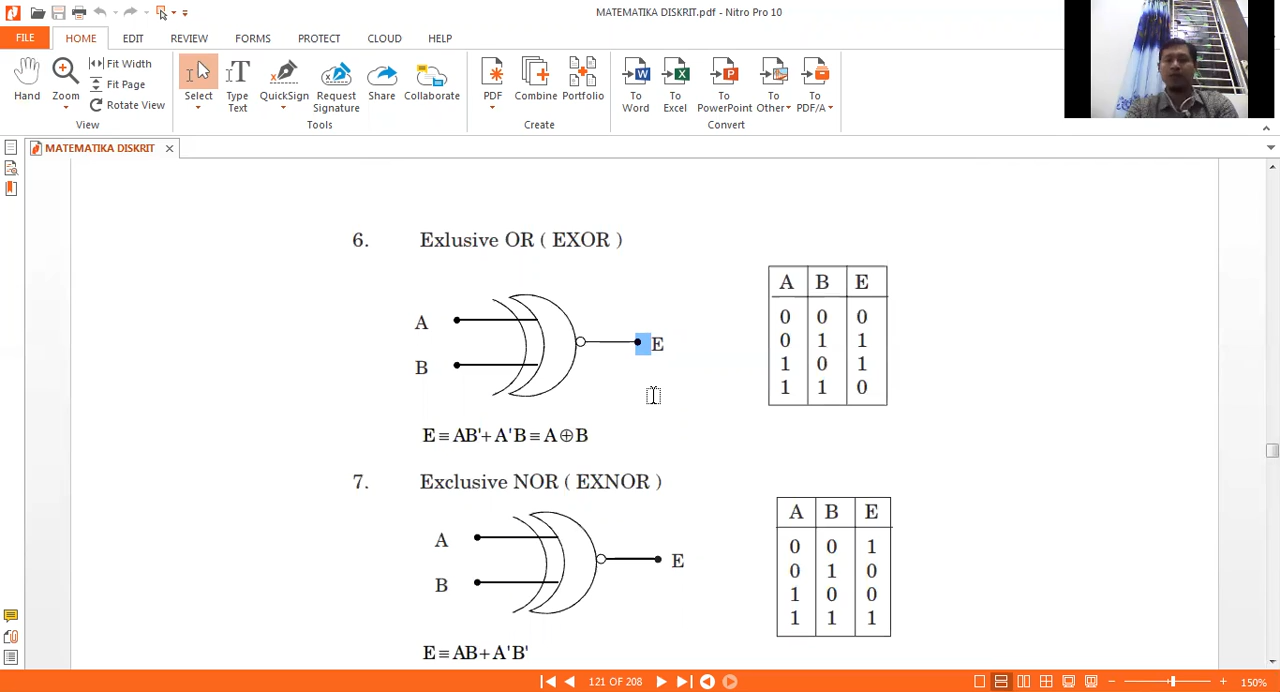 MATEMATIKA DISKRIT.pdf - Nitro Pro 10
FILE HOME EDIT REVIEW FORMS PROTECT CLOUD HELP
Hand
Zoom
Fit Width
Fit Page
Rotate View
View
Select
Type Text
QuickSign
Request Signature
Share
Collaborate
Tools
PDF
Combine
Portfolio
Create
To Word
To Excel
To PowerPoint
To Other
To PDF/A
Convert
MATEMATIKA DISKRIT
6. Exlusive OR ( EXOR )
A
B
E
A B E
0 0 0
0 1 1
1 0 1
1 1 0
E≡AB'+A'B≡A⊕B
7. Exclusive NOR ( EXNOR )
A
B
E
A B E
0 0 1
0 1 0
1 0 0
1 1 1
E≡AB+A'B'
121 OF 208
150%